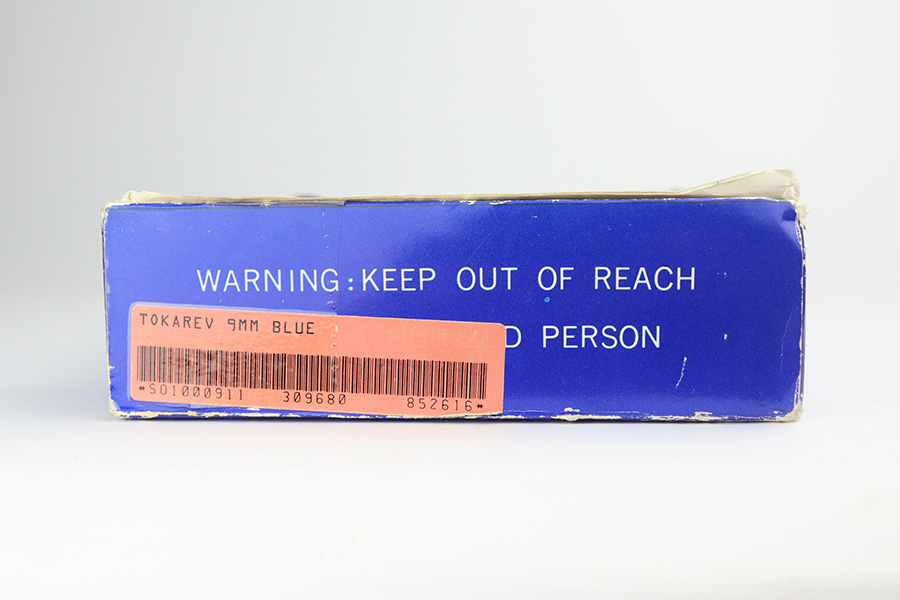 WARNING: KEEP OUT OF REACH
D PERSON
TOKAREV 9MM BLUE
*S01000911 309680 852616*